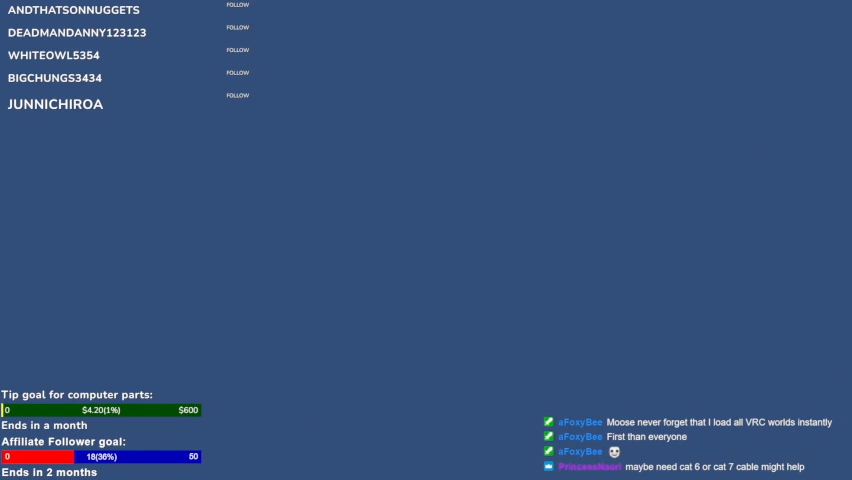 ANDTHATSONNUGGETS FOLLOW
DEADMANDANNY123123 FOLLOW
WHITEOWL5354 FOLLOW
BIGCHUNGS3434 FOLLOW
JUNNICHIROA FOLLOW
Tip goal for computer parts:
0 $4.20(1%) $600
Ends in a month
Affiliate Follower goal:
0 18(36%) 50
Ends in 2 months
aFoxyBee Moose never forget that I load all VRC worlds instantly
aFoxyBee First than everyone
aFoxyBee
PrincessNaori maybe need cat 6 or cat 7 cable might help